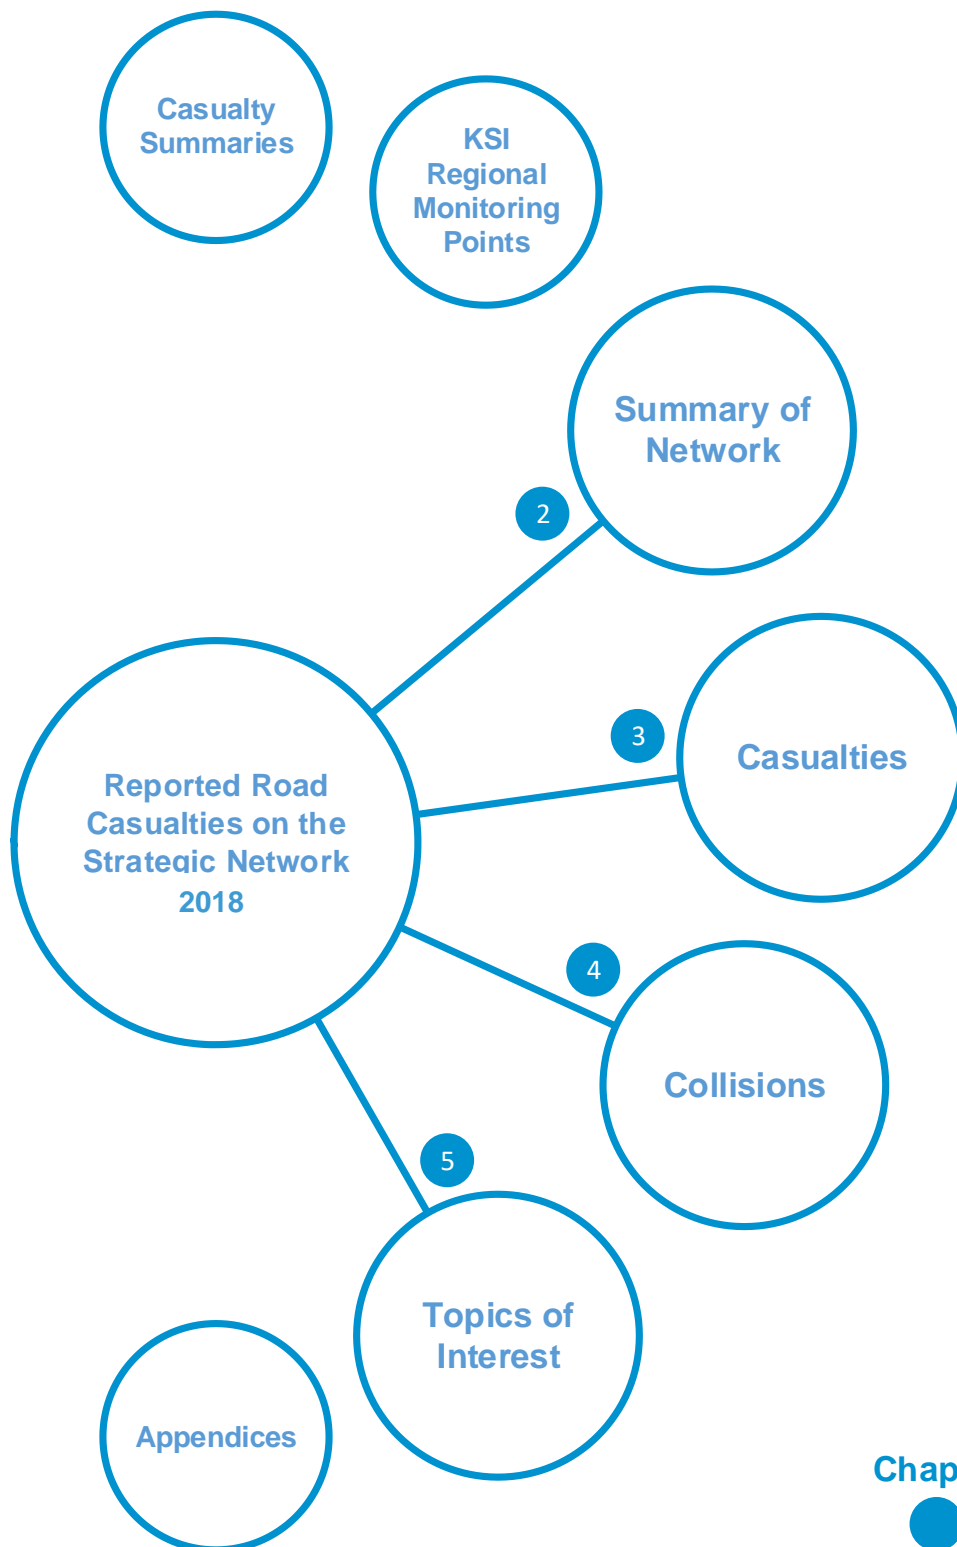 Casualty
Summaries
KSI
Regional
Monitoring
Points
Summary of
Network
2
3
Casualties
Reported Road
Casualties on the
Strategic Network
2018
4
Collisions
5
Topics of
Interest
Appendices
Chap